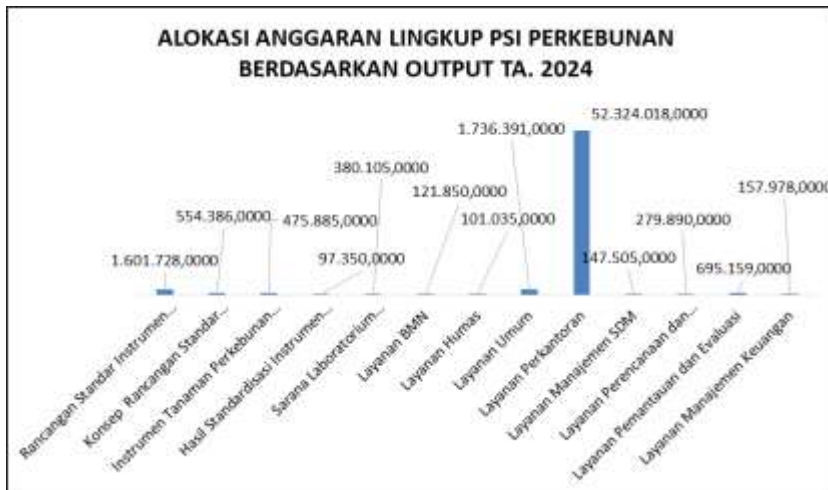 ALOKASI ANGGARAN LINGKUP PSI PERKEBUNAN
BERDASARKAN OUTPUT TA. 2024
1.601.728,0000
554.386,0000
475.885,0000
97.350,0000
380.105,0000
121.850,0000
101.035,0000
1.736.391,0000
52.324.018,0000
147.505,0000
279.890,0000
695.159,0000
157.978,0000
Rancangan Standar Instrumen...
Konsep Rancangan Standar...
Instrumen Tanaman Perkebunan...
Hasil Standardisasi Instrumen...
Sarana Laboratorium...
Layanan BMN
Layanan Humas
Layanan Umum
Layanan Perkantoran
Layanan Manajemen SDM
Layanan Perencanaan dan...
Layanan Pemantauan dan Evaluasi
Layanan Manajemen Keuangan